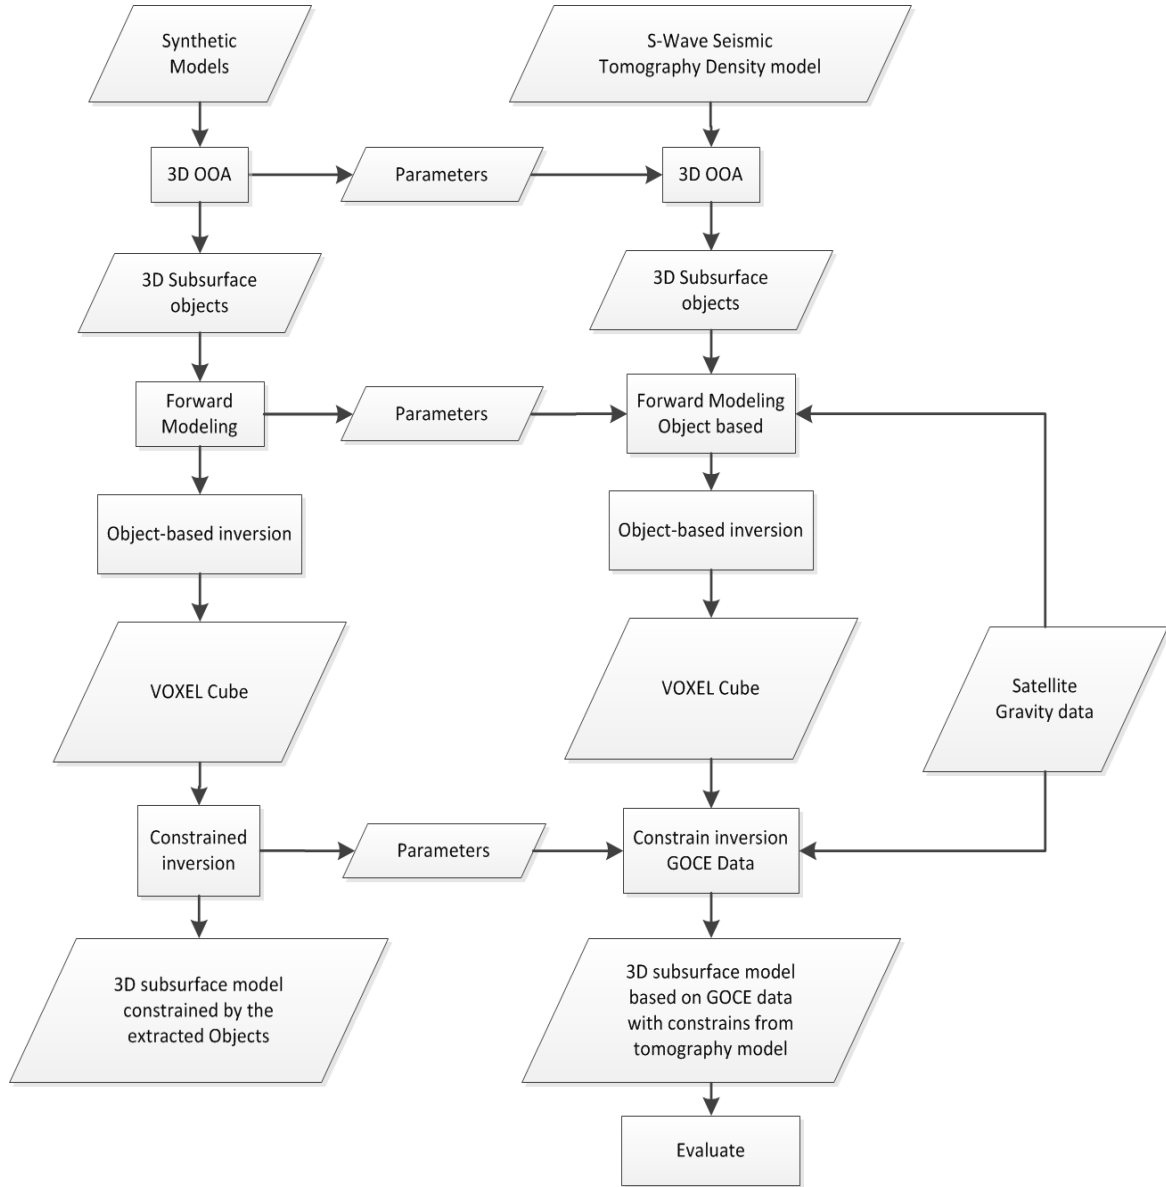 Synthetic
Models
S-Wave Seismic
Tomography Density model
3D OOA
Parameters
3D OOA
3D Subsurface
objects
3D Subsurface
objects
Forward
Modeling
Parameters
Forward Modeling
Object based
Object-based inversion
Object-based inversion
VOXEL Cube
VOXEL Cube
Satellite
Gravity data
Constrained
inversion
Parameters
Constrain inversion
GOCE Data
3D subsurface model
constrained by the
extracted Objects
3D subsurface model
based on GOCE data
with constrains from
tomography model
Evaluate